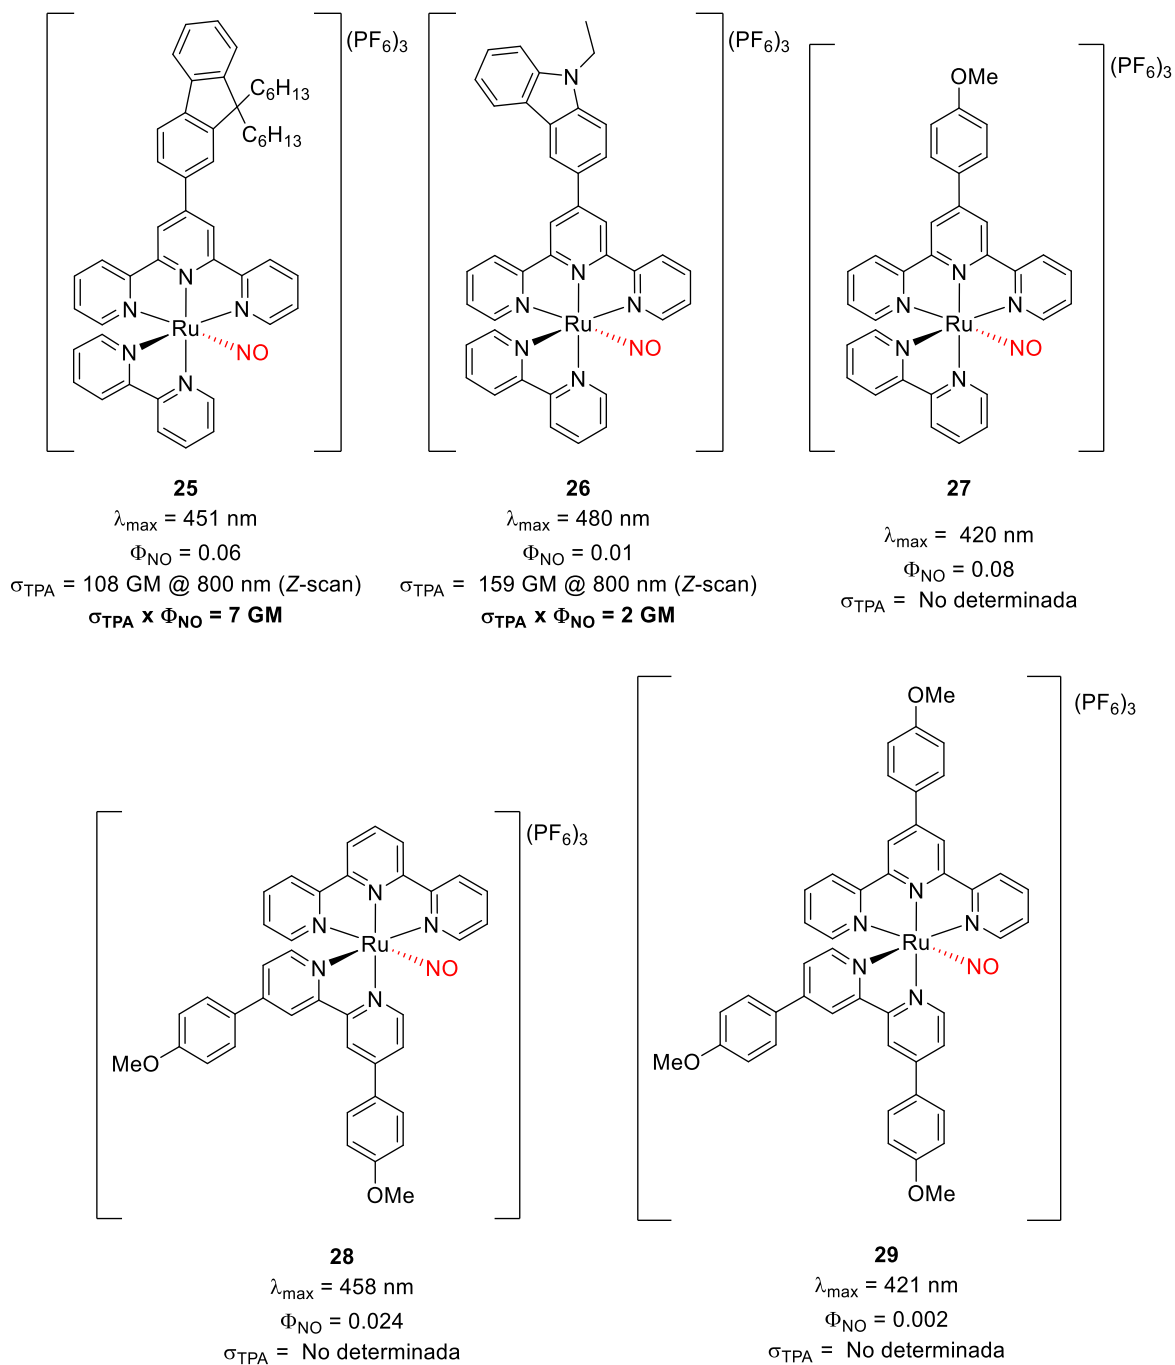 (PF6)3
C6H13
C6H13
N
N
N
Ru
N
N
NO
25
λmax = 451 nm
ΦNO = 0.06
σTPA = 108 GM @ 800 nm (Z-scan)
σTPA x ΦNO = 7 GM
(PF6)3
N
N
N
N
Ru
N
N
NO
26
λmax = 480 nm
ΦNO = 0.01
σTPA = 159 GM @ 800 nm (Z-scan)
σTPA x ΦNO = 2 GM
(PF6)3
OMe
N
N
N
Ru
N
N
NO
27
λmax = 420 nm
ΦNO = 0.08
σTPA = No determinada
(PF6)3
N
N
N
Ru
N
N
NO
MeO
OMe
28
λmax = 458 nm
ΦNO = 0.024
σTPA = No determinada
(PF6)3
OMe
N
N
N
Ru
N
N
NO
MeO
OMe
29
λmax = 421 nm
ΦNO = 0.002
σTPA = No determinada